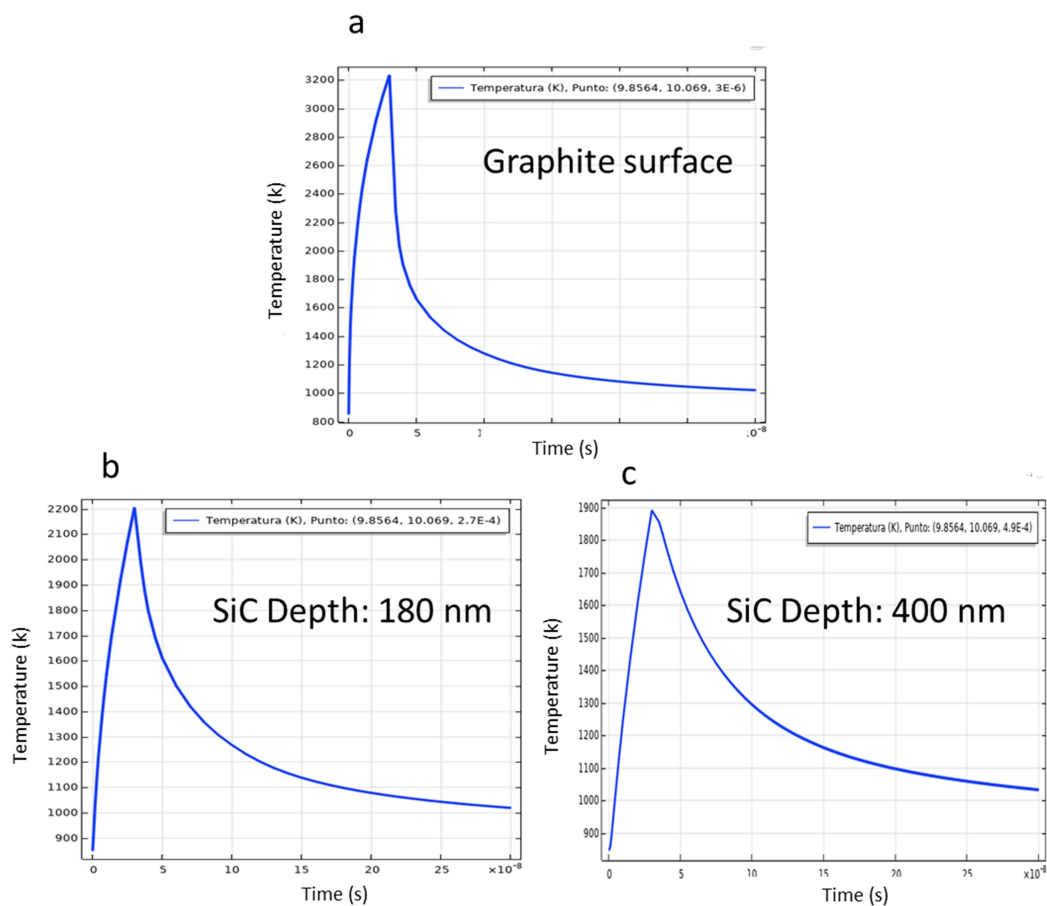 a
Temperatura (K), Punto: (9.8564, 10.069, 3E-6)
Graphite surface
3200
3000
2800
2600
2400
2200
2000
1800
1600
1400
1200
1000
800
Temperature (k)
0 5 1
Time (s)
b
Temperatura (K), Punto: (9.8564, 10.069, 2.7E-4)
SiC Depth: 180 nm
2200
2100
2000
1900
1800
1700
1600
1500
1400
1300
1200
1100
1000
900
Temperature (k)
0 5 10 15 20 25 ×10⁻⁸
Time (s)
c
Temperatura (K), Punto: (9.8564, 10.069, 4.9E-4)
SiC Depth: 400 nm
1900
1800
1700
1600
1500
1400
1300
1200
1100
1000
900
Temperature (k)
0 5 10 15 20 25 ×10⁻⁸
Time (s)